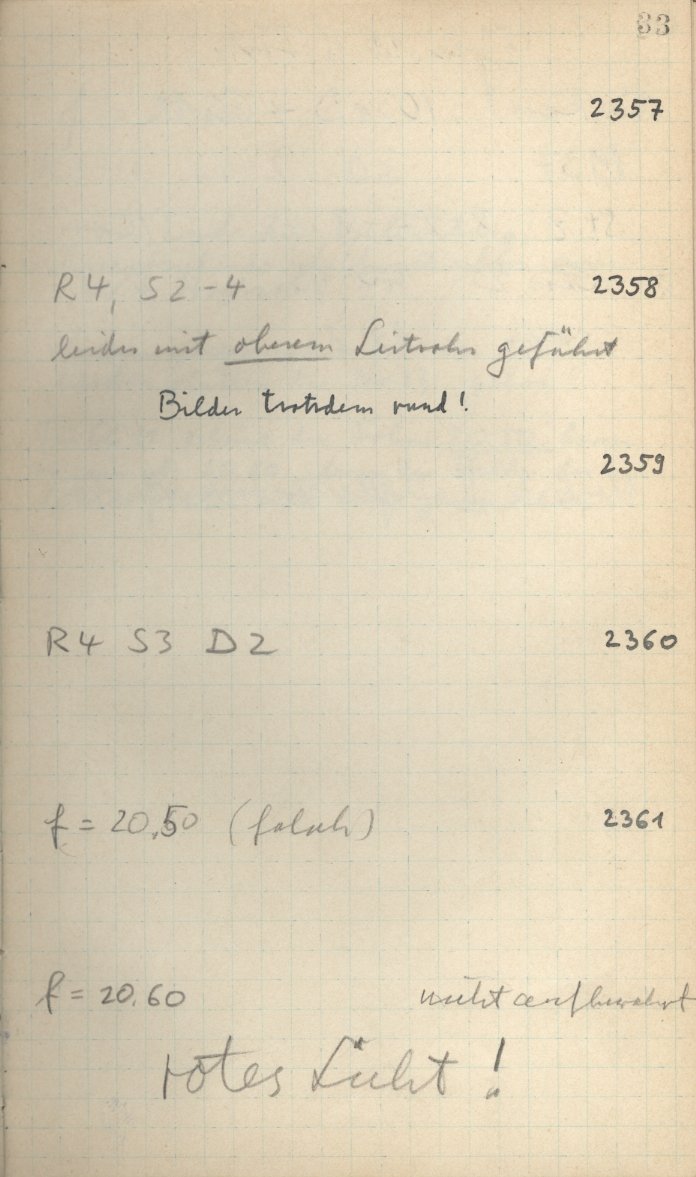 33
2357
R4, S2-4 2358
leider mit oberem Leitrohr geführt
Bilder trotzdem rund!
2359
R4 S3 D2 2360
f = 20,50 (falsch) 2361
f = 20.60 nicht aufbewahrt
rotes Licht!